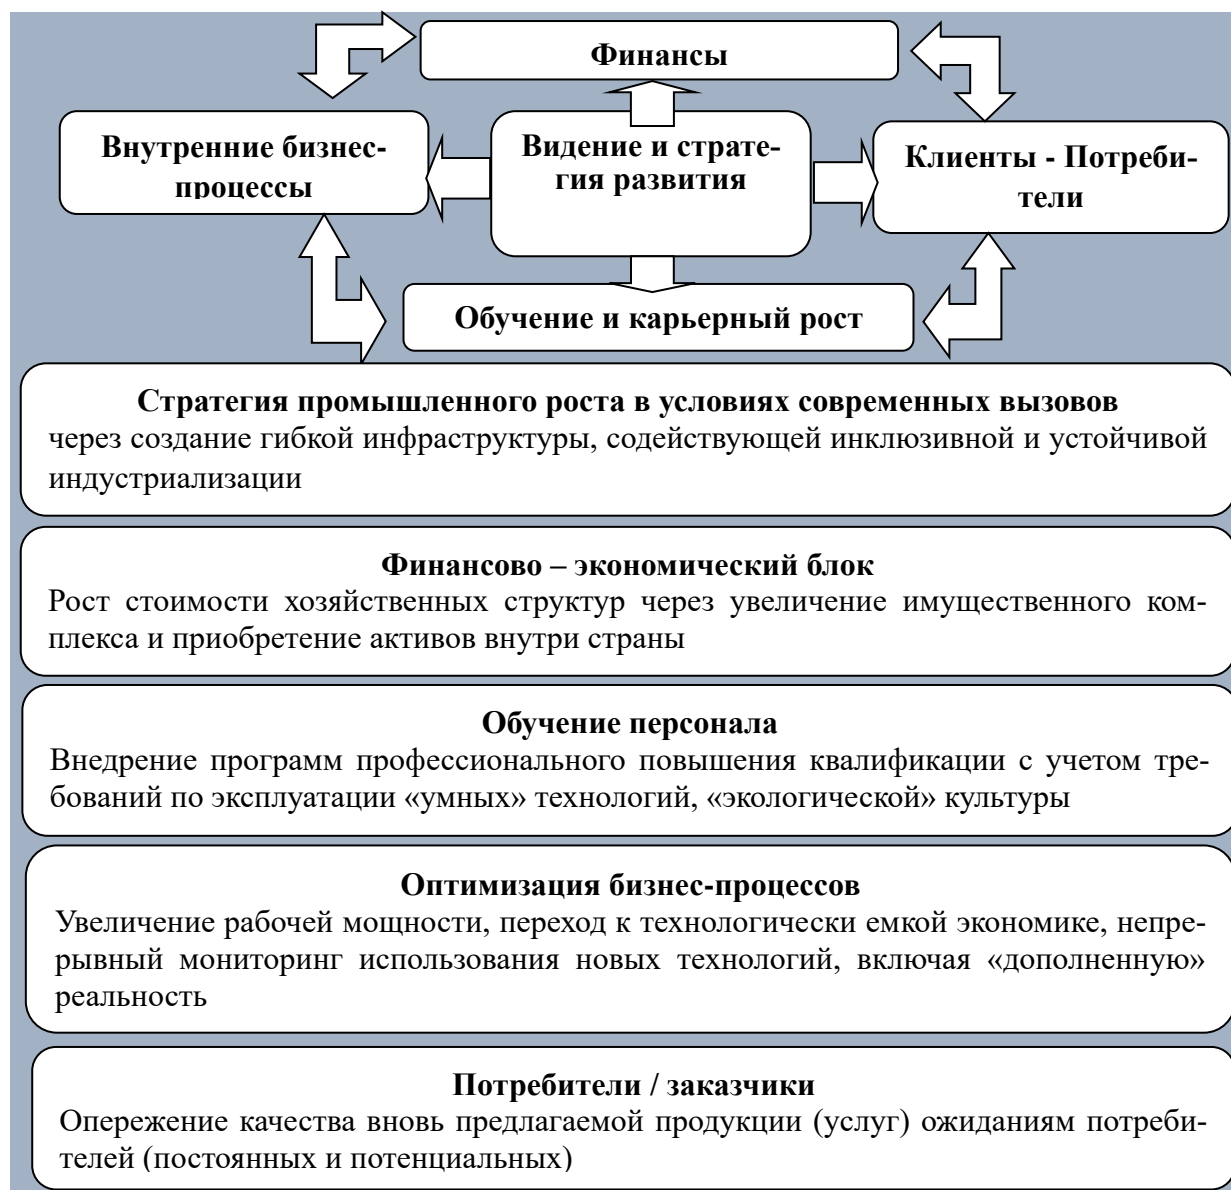 Финансы
Внутренние бизнес-
процессы
Видение и страте-
гия развития
Клиенты - Потреби-
тели
Обучение и карьерный рост
Стратегия промышленного роста в условиях современных вызовов
через создание гибкой инфраструктуры, содействующей инклюзивной и устойчивой
индустриализации
Финансово – экономический блок
Рост стоимости хозяйственных структур через увеличение имущественного ком-
плекса и приобретение активов внутри страны
Обучение персонала
Внедрение программ профессионального повышения квалификации с учетом тре-
бований по эксплуатации «умных» технологий, «экологической» культуры
Оптимизация бизнес-процессов
Увеличение рабочей мощности, переход к технологически емкой экономике, непре-
рывный мониторинг использования новых технологий, включая «дополненную»
реальность
Потребители / заказчики
Опережение качества вновь предлагаемой продукции (услуг) ожиданиям потреби-
телей (постоянных и потенциальных)